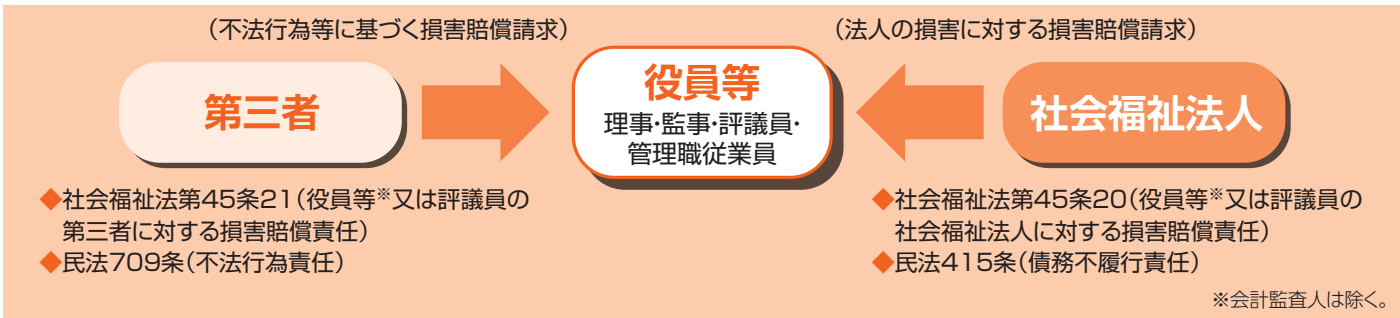 （不法行為等に基づく損害賠償請求）
（法人の損害に対する損害賠償請求）
第三者
役員等
理事・監事・評議員・
管理職従業員
社会福祉法人
◆社会福祉法第45条21（役員等※又は評議員の
第三者に対する損害賠償責任）
◆民法709条（不法行為責任）
◆社会福祉法第45条20（役員等※又は評議員の
社会福祉法人に対する損害賠償責任）
◆民法415条（債務不履行責任）
※会計監査人は除く。